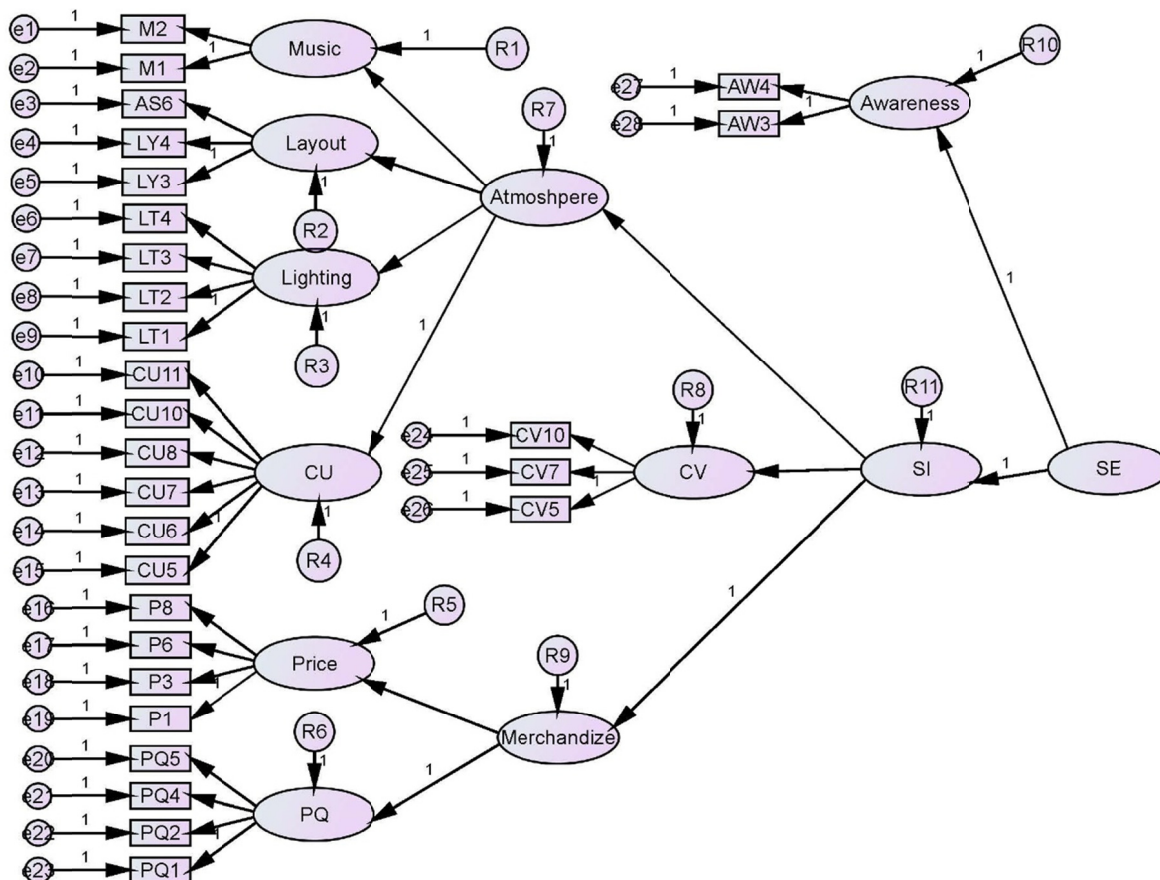 e1 1 M2
e2 1 M1
1 Music 1 R1
e3 1 AS6
e4 1 LY4
e5 1 LY3
1 Layout
1 R2
e6 1 LT4
e7 1 LT3
e8 1 LT2
e9 1 LT1
1 Lighting
1 R3
R7
1
Atmoshpere
1
e10 1 CU11
e11 1 CU10
e12 1 CU8
e13 1 CU7
e14 1 CU6
e15 1 CU5
1 CU
1
R4
e16 1 P8
e17 1 P6
e18 1 P3
e19 1 P1
1 Price 1 R5
e20 1 PQ5
e21 1 PQ4
e22 1 PQ2
e23 1 PQ1
R6
1
1 PQ
R9
1
Merchandize
1
e24 1 CV10
e25 1 CV7
e26 1 CV5
R8
1
1 CV
R11
1
SI 1 SE
1
1
e27 1 AW4
e28 1 AW3
1 Awareness 1 R10